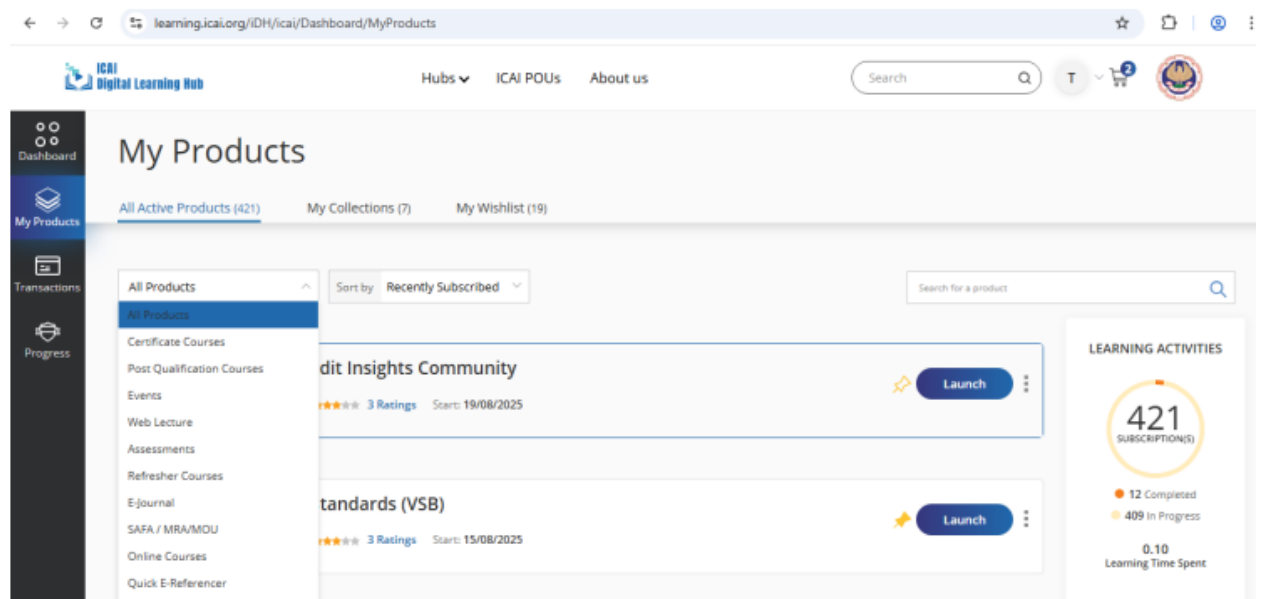 learning.icai.org/iDH/icai/Dashboard/MyProducts
ICAI
Digital Learning Hub
Hubs
ICAI POUs
About us
Search
T
2
Dashboard
My Products
Transactions
Progress
My Products
All Active Products (421)
My Collections (7)
My Wishlist (19)
All Products
Sort by
Recently Subscribed
Search for a product
All Products
Certificate Courses
Post Qualification Courses
Events
Web Lecture
Assessments
Refresher Courses
E-Journal
SAFA / MRA/MOU
Online Courses
Quick E-Referencer
dit Insights Community
3 Ratings
Start: 19/08/2025
Launch
tandards (VSB)
3 Ratings
Start: 15/08/2025
Launch
LEARNING ACTIVITIES
421
SUBSCRIPTION(S)
12 Completed
409 In Progress
0.10
Learning Time Spent